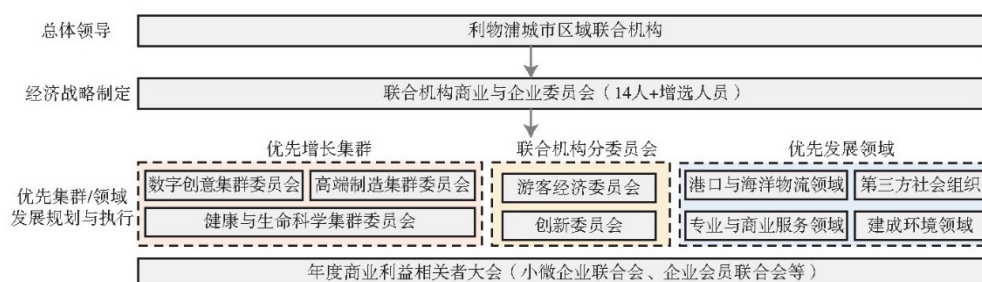 总体领导
利物浦城市区域联合机构
经济战略制定
联合机构商业与企业委员会（14人+增选人员）
优先增长集群
联合机构分委员会
优先发展领域
优先集群/领域
发展规划与执行
数字创意集群委员会
高端制造集群委员会
健康与生命科学集群委员会
游客经济委员会
创新委员会
港口与海洋物流领域
第三方社会组织
专业与商业服务领域
建成环境领域
年度商业利益相关者大会（小微企业联合会、企业会员联合会等）